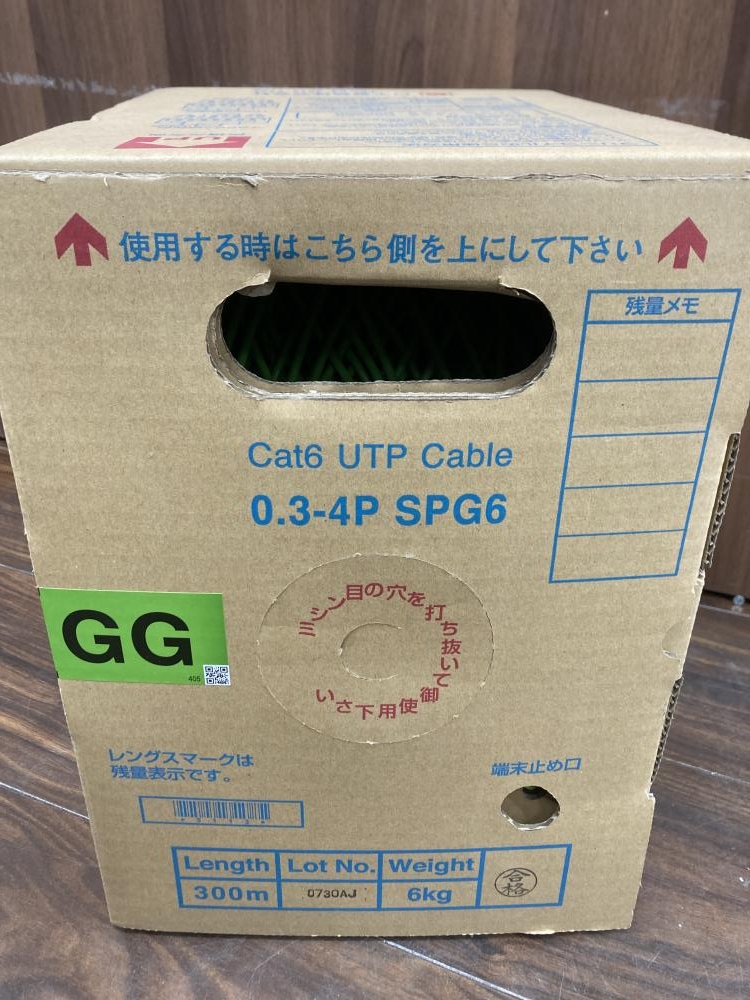 使用する時はこちら側を上にして下さい
残量メモ
Cat6 UTP Cable
0.3-4P SPG6
ミシン目の穴を打ち抜いて御使用下さい
GG
405
レングスマークは
残量表示です。
端末止め口
Length Lot No. Weight
300m 0730AJ 6kg
合格